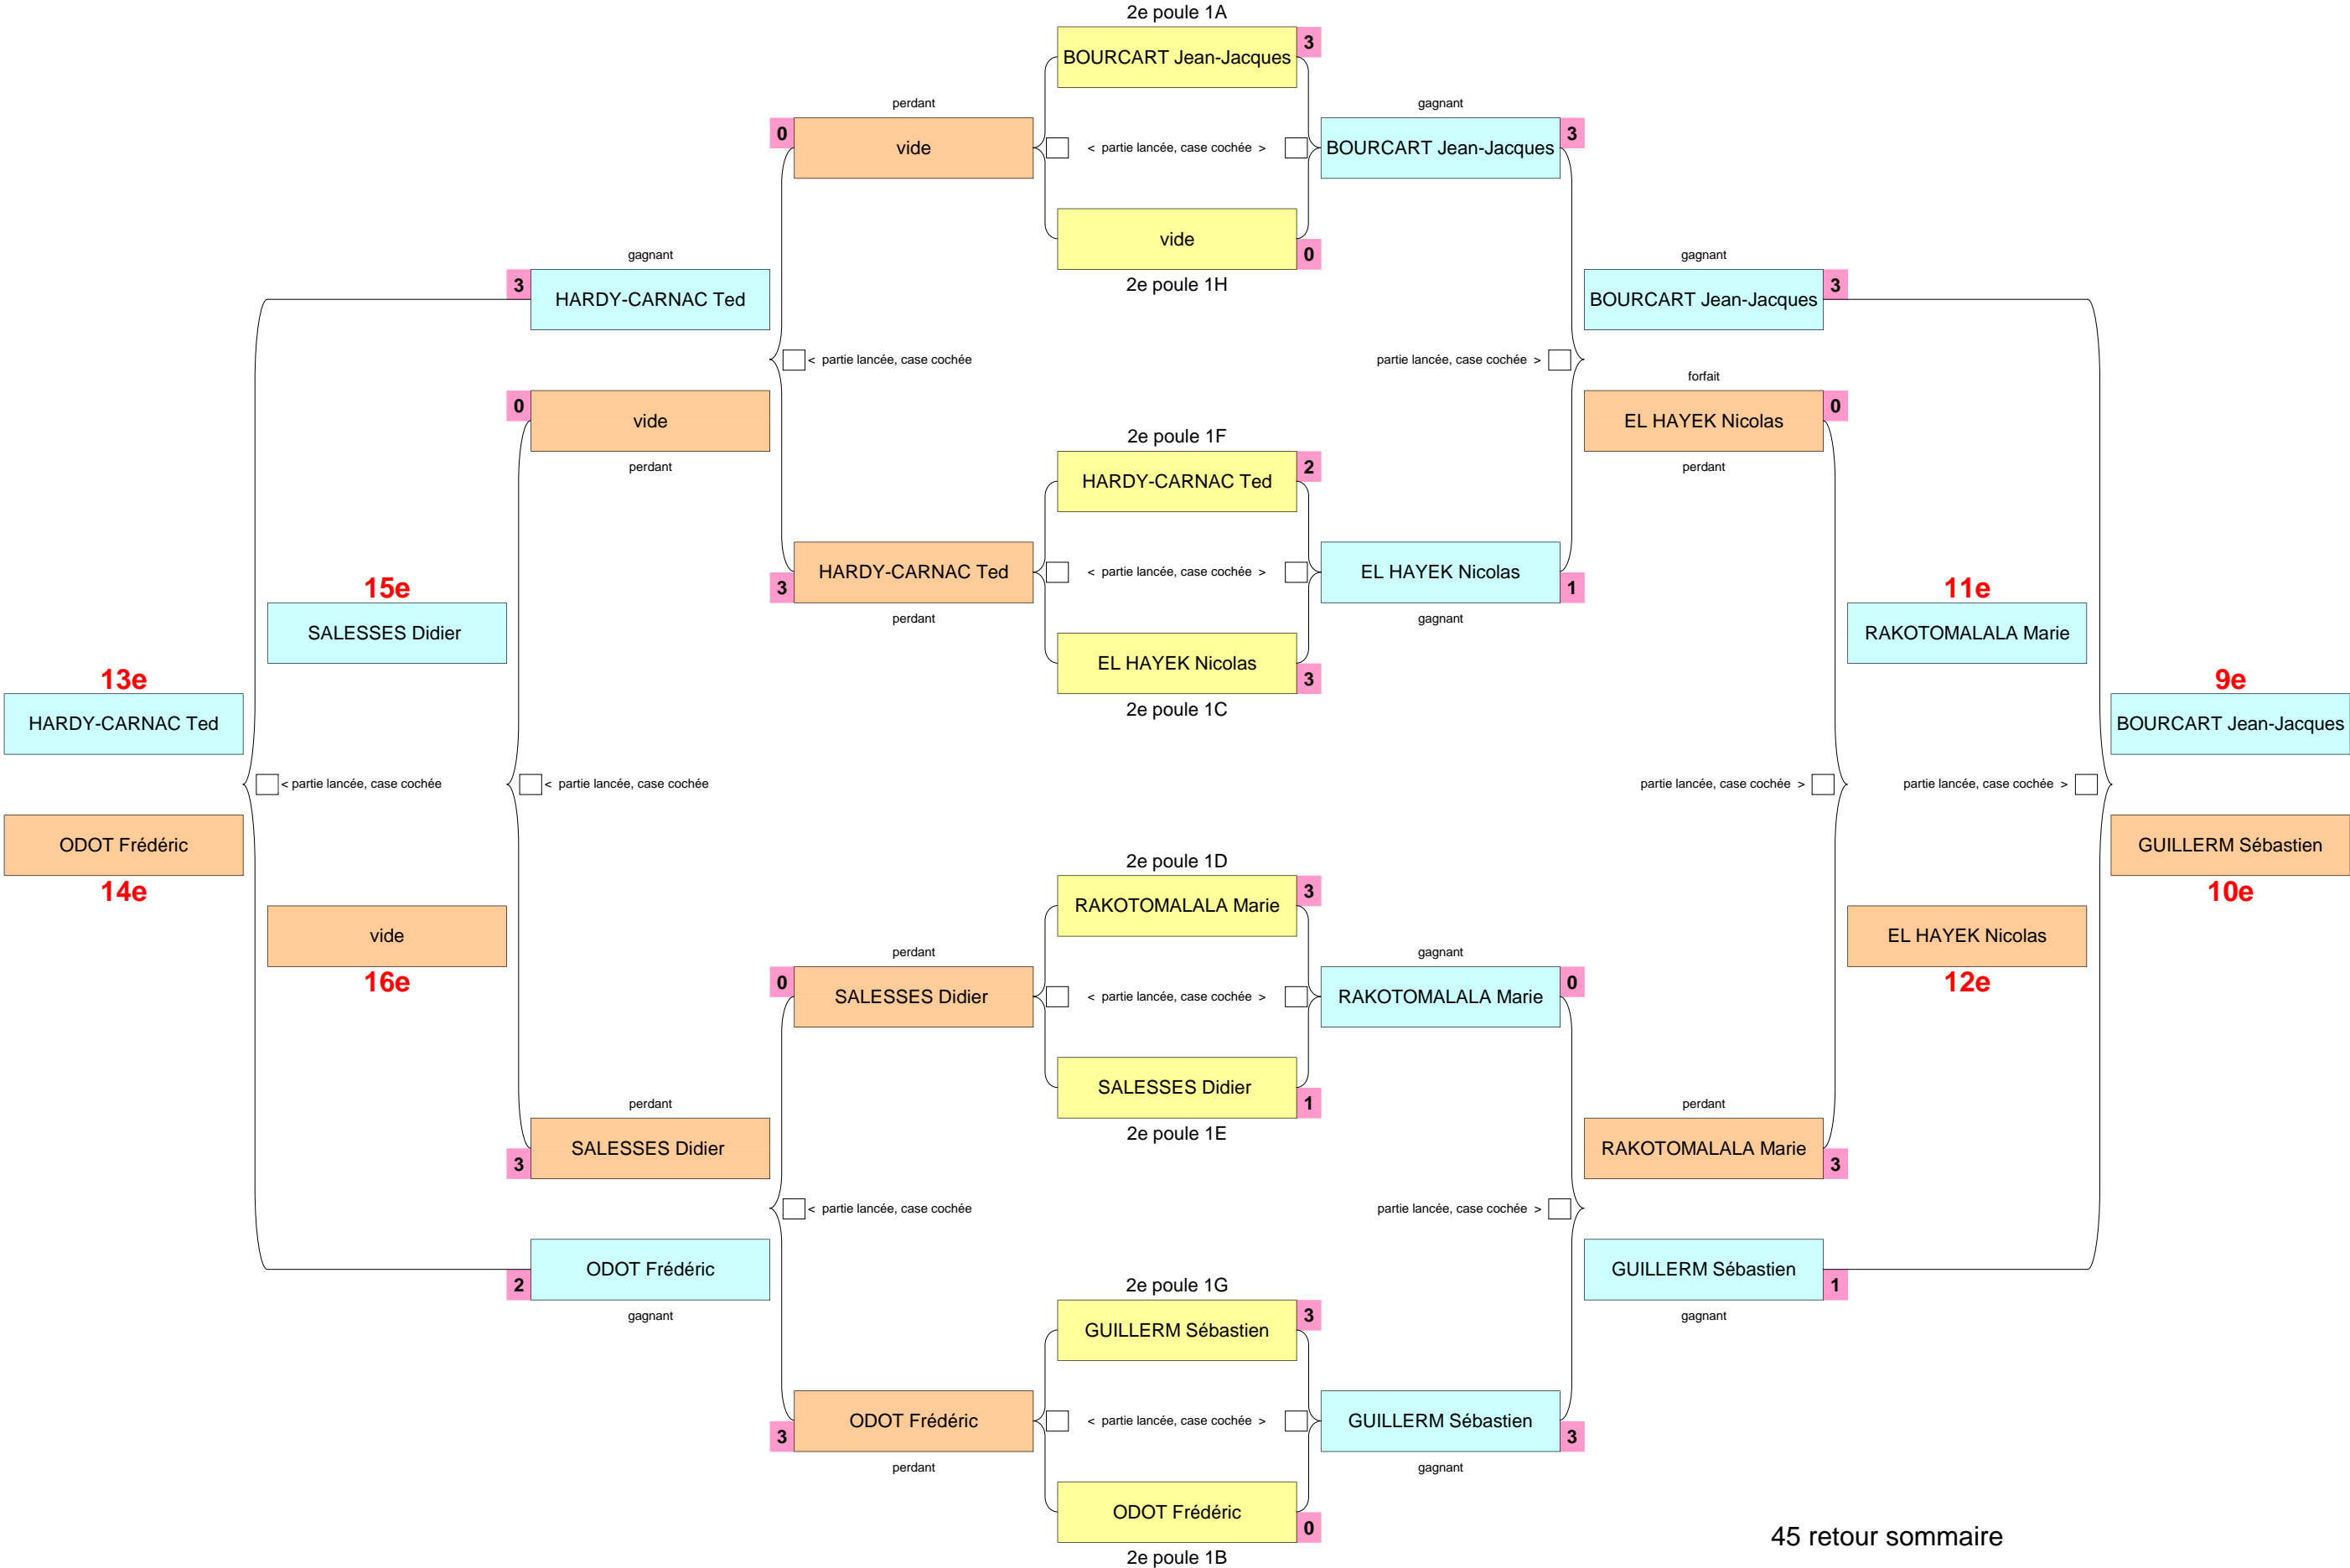 2e poule 1A
BOURCART Jean-Jacques 3
perdant
gagnant
0 vide
< partie lancée, case cochée >
BOURCART Jean-Jacques 3
vide 0
2e poule 1H
gagnant
3 HARDY-CARNAC Ted
gagnant
BOURCART Jean-Jacques 3
< partie lancée, case cochée
partie lancée, case cochée >
0 vide
perdant
forfait
EL HAYEK Nicolas 0
perdant
2e poule 1F
HARDY-CARNAC Ted 2
3 HARDY-CARNAC Ted
perdant
< partie lancée, case cochée >
EL HAYEK Nicolas 1
gagnant
EL HAYEK Nicolas 3
2e poule 1C
15e
SALESSES Didier
11e
RAKOTOMALALA Marie
13e
HARDY-CARNAC Ted
9e
BOURCART Jean-Jacques
< partie lancée, case cochée
< partie lancée, case cochée
partie lancée, case cochée >
partie lancée, case cochée >
ODOT Frédéric
14e
GUILLERM Sébastien
10e
vide
16e
EL HAYEK Nicolas
12e
2e poule 1D
RAKOTOMALALA Marie 3
perdant
gagnant
0 SALESSES Didier
< partie lancée, case cochée >
RAKOTOMALALA Marie 0
SALESSES Didier 1
2e poule 1E
perdant
3 SALESSES Didier
perdant
RAKOTOMALALA Marie 3
< partie lancée, case cochée
partie lancée, case cochée >
2 ODOT Frédéric
gagnant
GUILLERM Sébastien 1
gagnant
2e poule 1G
GUILLERM Sébastien 3
3 ODOT Frédéric
perdant
< partie lancée, case cochée >
GUILLERM Sébastien 3
gagnant
ODOT Frédéric 0
2e poule 1B
45 retour sommaire